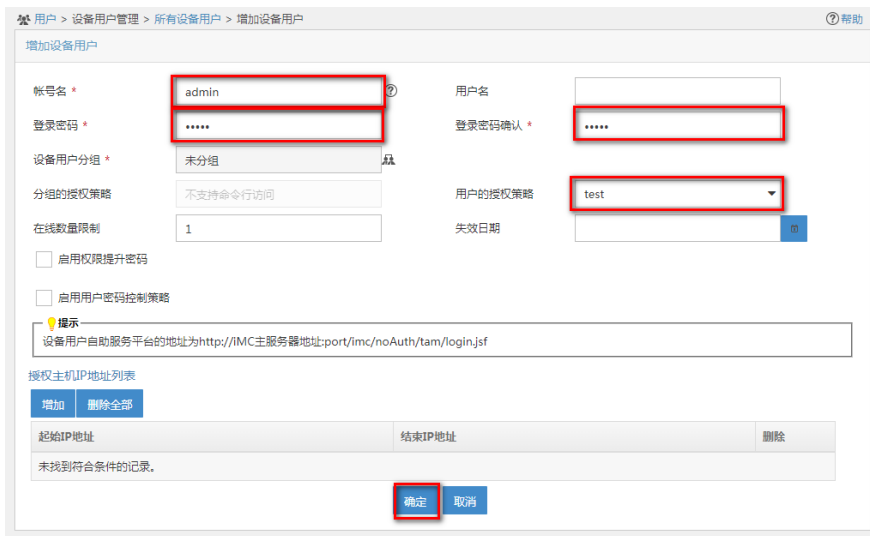 用户 > 设备用户管理 > 所有设备用户 > 增加设备用户 ?帮助
增加设备用户
帐号名 * admin ? 用户名
登录密码 * ••••• 登录密码确认 * •••••
设备用户分组 * 未分组
分组的授权策略 不支持命令行访问 用户的授权策略 test
在线数量限制 1 失效日期
启用权限提升密码
启用用户密码控制策略
提示
设备用户自助服务平台的地址为http://iMC主服务器地址:port/imc/noAuth/tam/login.jsf
授权主机IP地址列表
增加 删除全部
起始IP地址 结束IP地址 删除
未找到符合条件的记录。
确定 取消